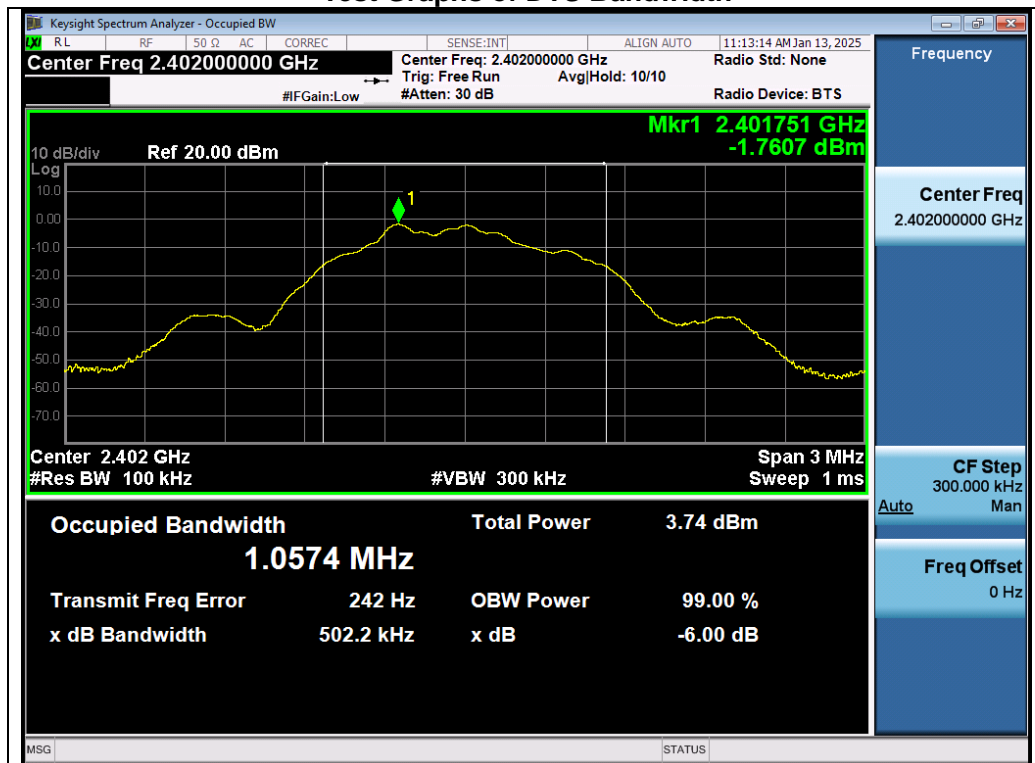 Keysight Spectrum Analyzer - Occupied BW
LXI RL RF 50 Ω AC CORREC SENSE:INT ALIGN AUTO 11:13:14 AM Jan 13, 2025
Center Freq 2.402000000 GHz
Center Freq: 2.402000000 GHz Radio Std: None
Trig: Free Run Avg|Hold: 10/10
#IFGain:Low #Atten: 30 dB Radio Device: BTS
Mkr1 2.401751 GHz
-1.7607 dBm
10 dB/div Ref 20.00 dBm
Log
10.0
1
0.00
-10.0
-20.0
-30.0
-40.0
-50.0
-60.0
-70.0
Center 2.402 GHz Span 3 MHz
#Res BW 100 kHz #VBW 300 kHz Sweep 1 ms
Occupied Bandwidth Total Power 3.74 dBm
1.0574 MHz
Transmit Freq Error 242 Hz OBW Power 99.00 %
x dB Bandwidth 502.2 kHz x dB -6.00 dB
Frequency
Center Freq
2.402000000 GHz
CF Step
300.000 kHz
Auto Man
Freq Offset
0 Hz
MSG STATUS